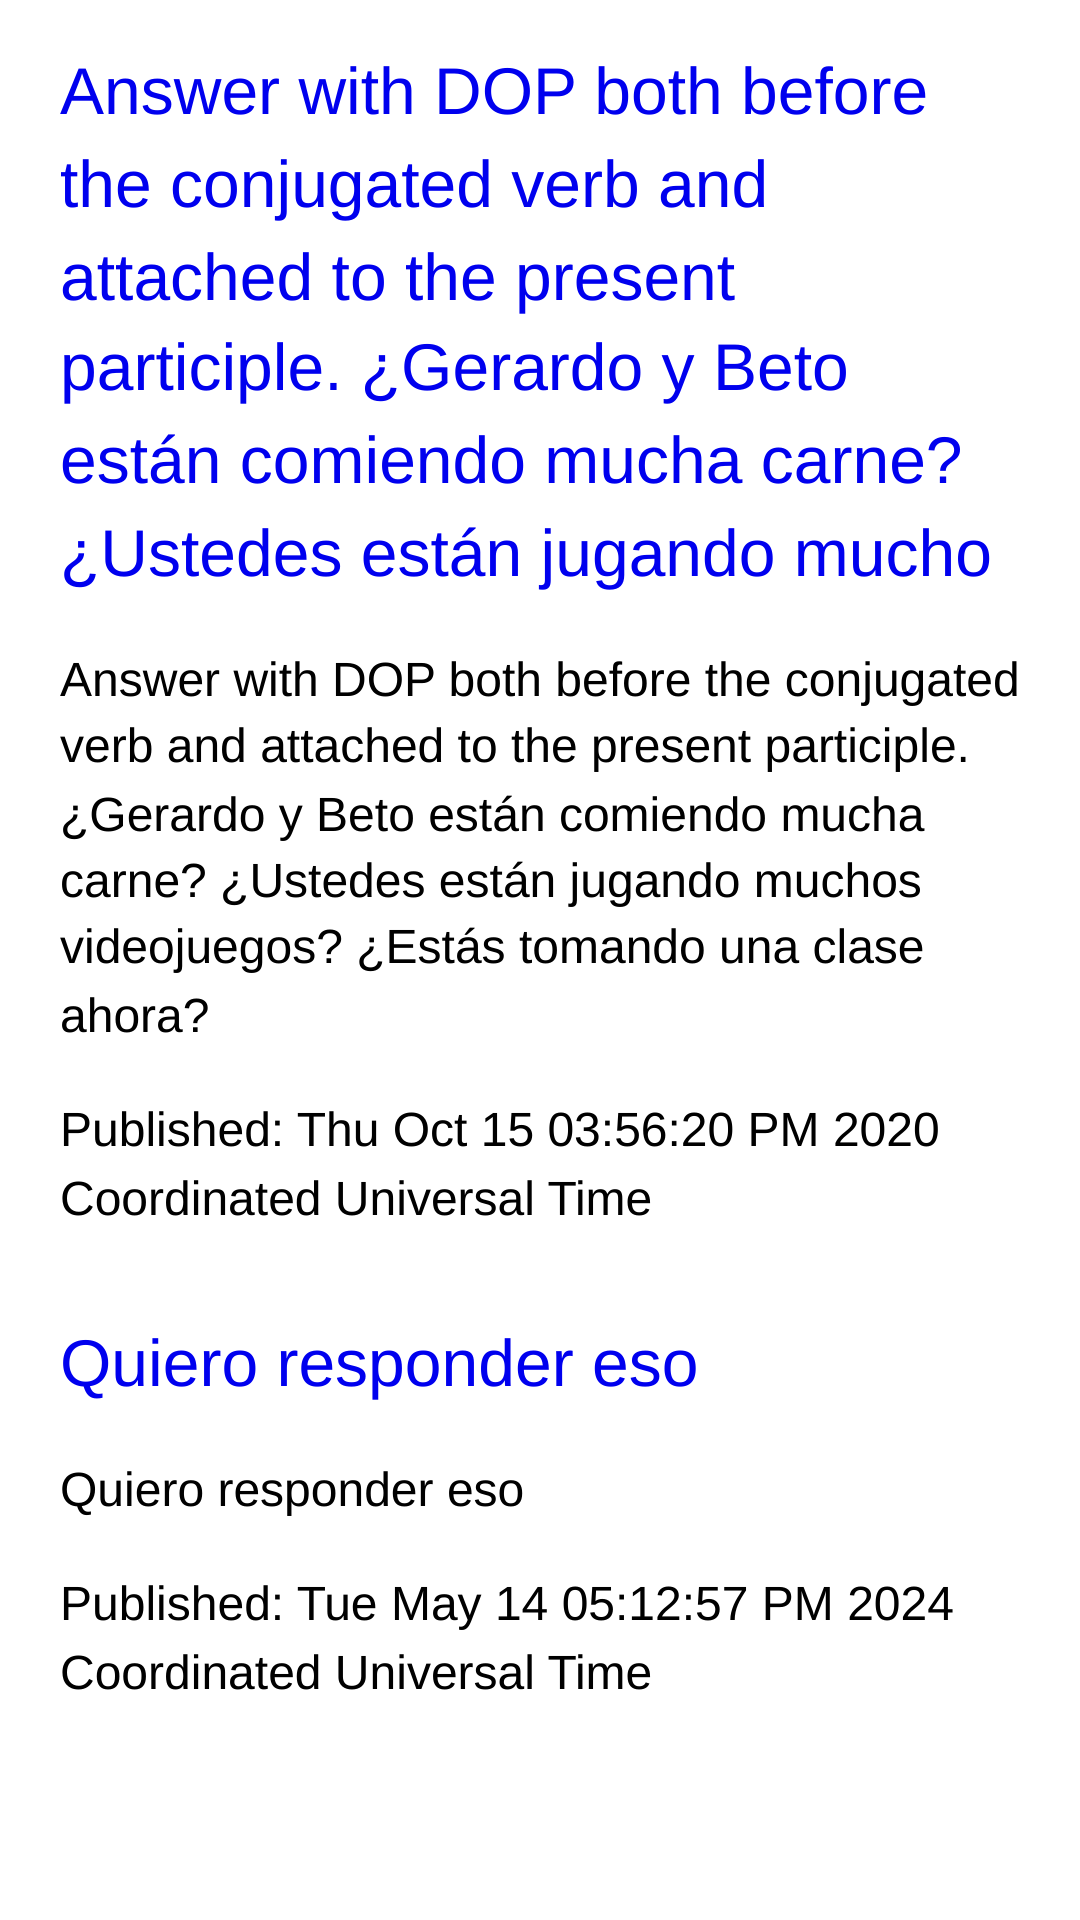 Answer with DOP both before
the conjugated verb and
attached to the present
participle. ¿Gerardo y Beto
están comiendo mucha carne?
¿Ustedes están jugando mucho
Answer with DOP both before the conjugated
verb and attached to the present participle.
¿Gerardo y Beto están comiendo mucha
carne? ¿Ustedes están jugando muchos
videojuegos? ¿Estás tomando una clase
ahora?
Published: Thu Oct 15 03:56:20 PM 2020
Coordinated Universal Time
Quiero responder eso
Quiero responder eso
Published: Tue May 14 05:12:57 PM 2024
Coordinated Universal Time